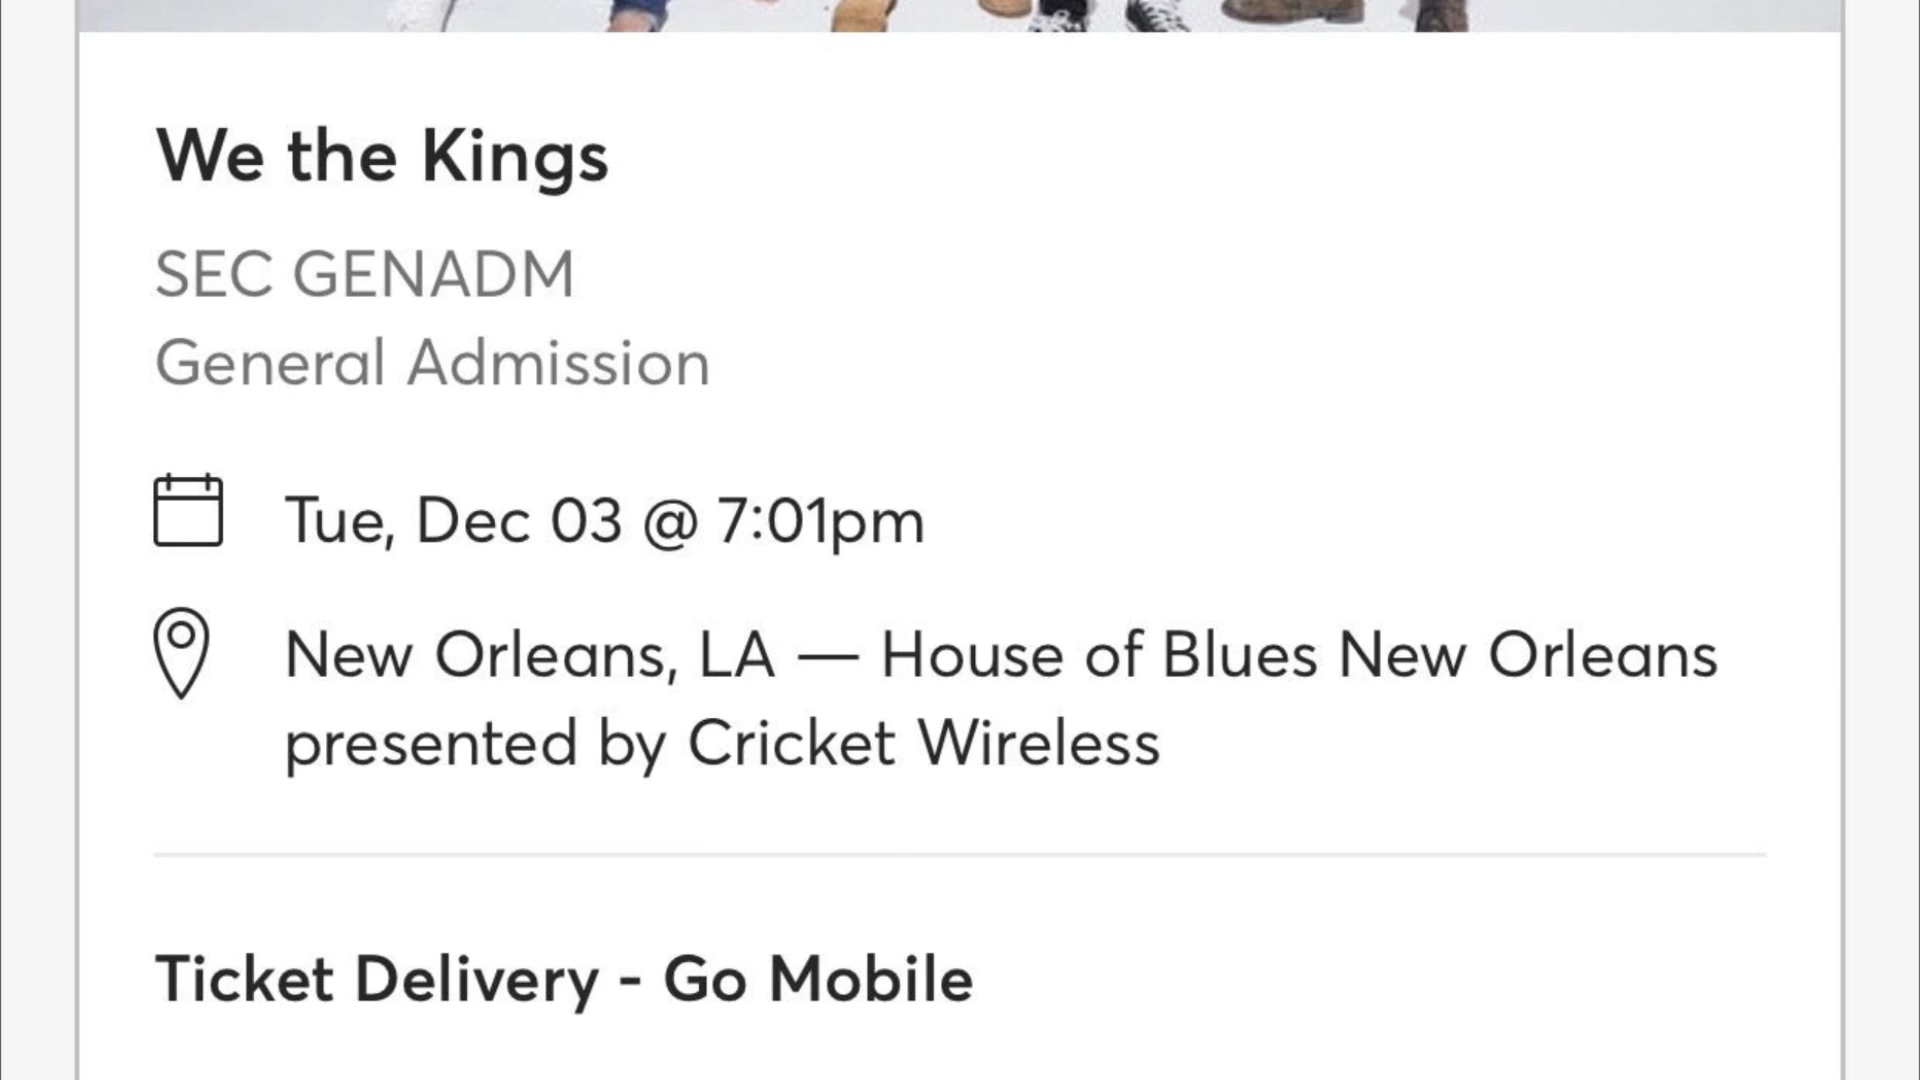 We the Kings
SEC GENADM
General Admission
Tue, Dec 03 @ 7:01pm
New Orleans, LA — House of Blues New Orleans
presented by Cricket Wireless
Ticket Delivery - Go Mobile